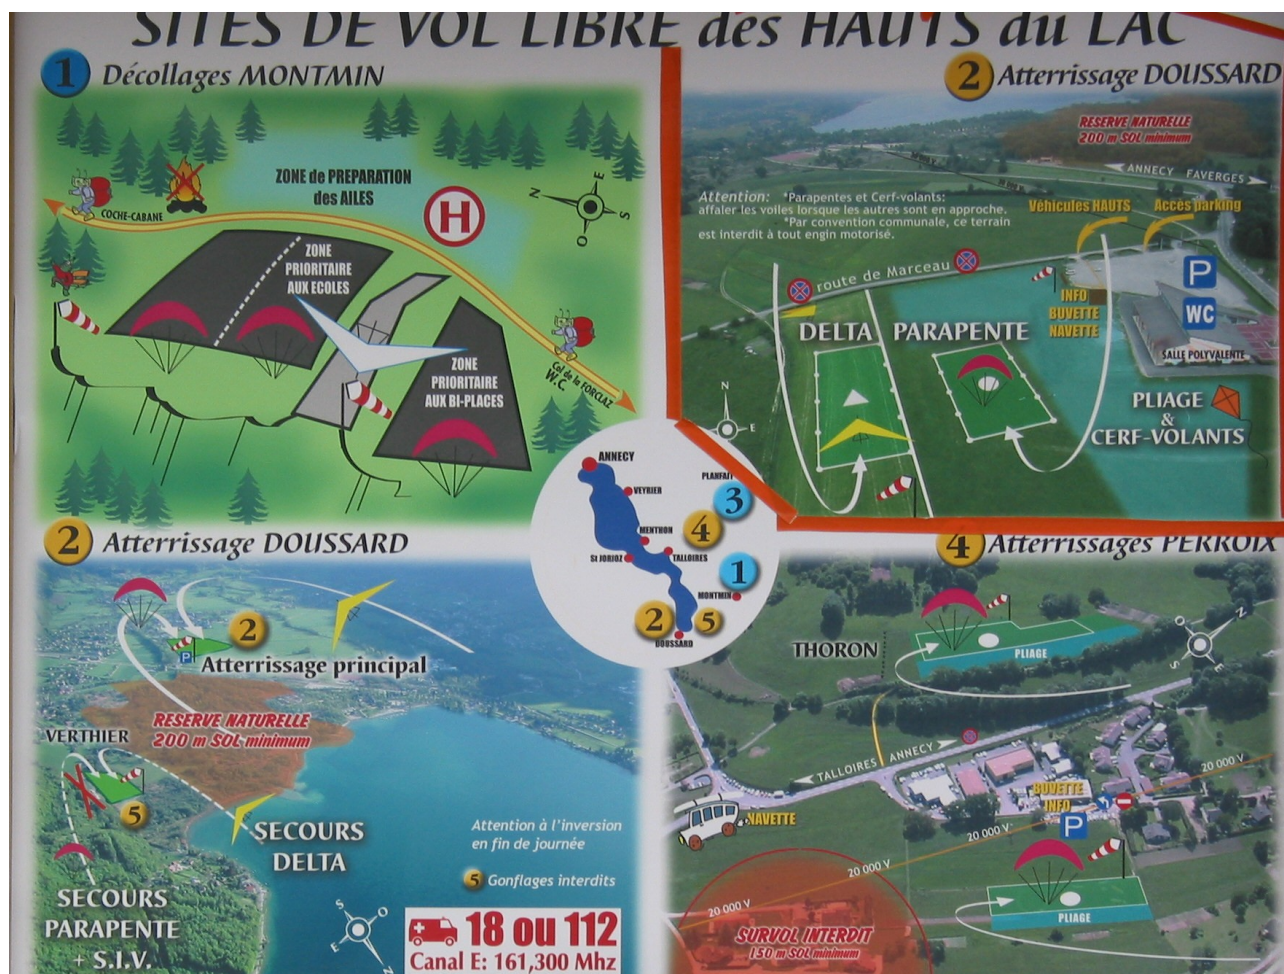 SITES DE VOL LIBRE des HAUTS du LAC
1 Décollages MONTMIN
COCHE-CABANE
ZONE de PREPARATION
des AILES
H
N
E
S
O
ZONE
PRIORITAIRE
AUX ECOLES
ZONE
PRIORITAIRE
AUX BI-PLACES
Col de la FORCLAZ
W.C.
2 Atterrissage DOUSSARD
RESERVE NATURELLE
200 m SOL minimum
ANNECY FAVERGES
Attention: *Parapentes et Cerf-volants:
affaler les voiles lorsque les autres sont en approche.
*Par convention communale, ce terrain
est interdit à tout engin motorisé.
Véhicules HAUTS
Accès parking
route de Marceau
INFO
BUVETTE
NAVETTE
P
WC
SALLE POLYVALENTE
DELTA
PARAPENTE
N
E
PLIAGE
&
CERF-VOLANTS
ANNECY
VEYRIER
PLANFAIT
3
4
MENTHON
St JORIOZ
TALLOIRES
1
MONTMIN
2
5
DOUSSARD
2 Atterrissage DOUSSARD
2
P
Atterrissage principal
RESERVE NATURELLE
200 m SOL minimum
VERTHIER
5
SECOURS
DELTA
Attention à l'inversion
en fin de journée
5 Gonflages interdits
SECOURS
PARAPENTE
+ S.I.V.
S
O
E
N
18 OU 112
Canal E: 161,300 Mhz
4 Atterrissages PERROIX
THORON
PLIAGE
N
O
S
E
TALLOIRES ANNECY
NAVETTE
BUVETTE
INFO
P
20 000 V
20 000 V
20 000 V
20 000 V
PLIAGE
SURVOL INTERDIT
150 m SOL minimum